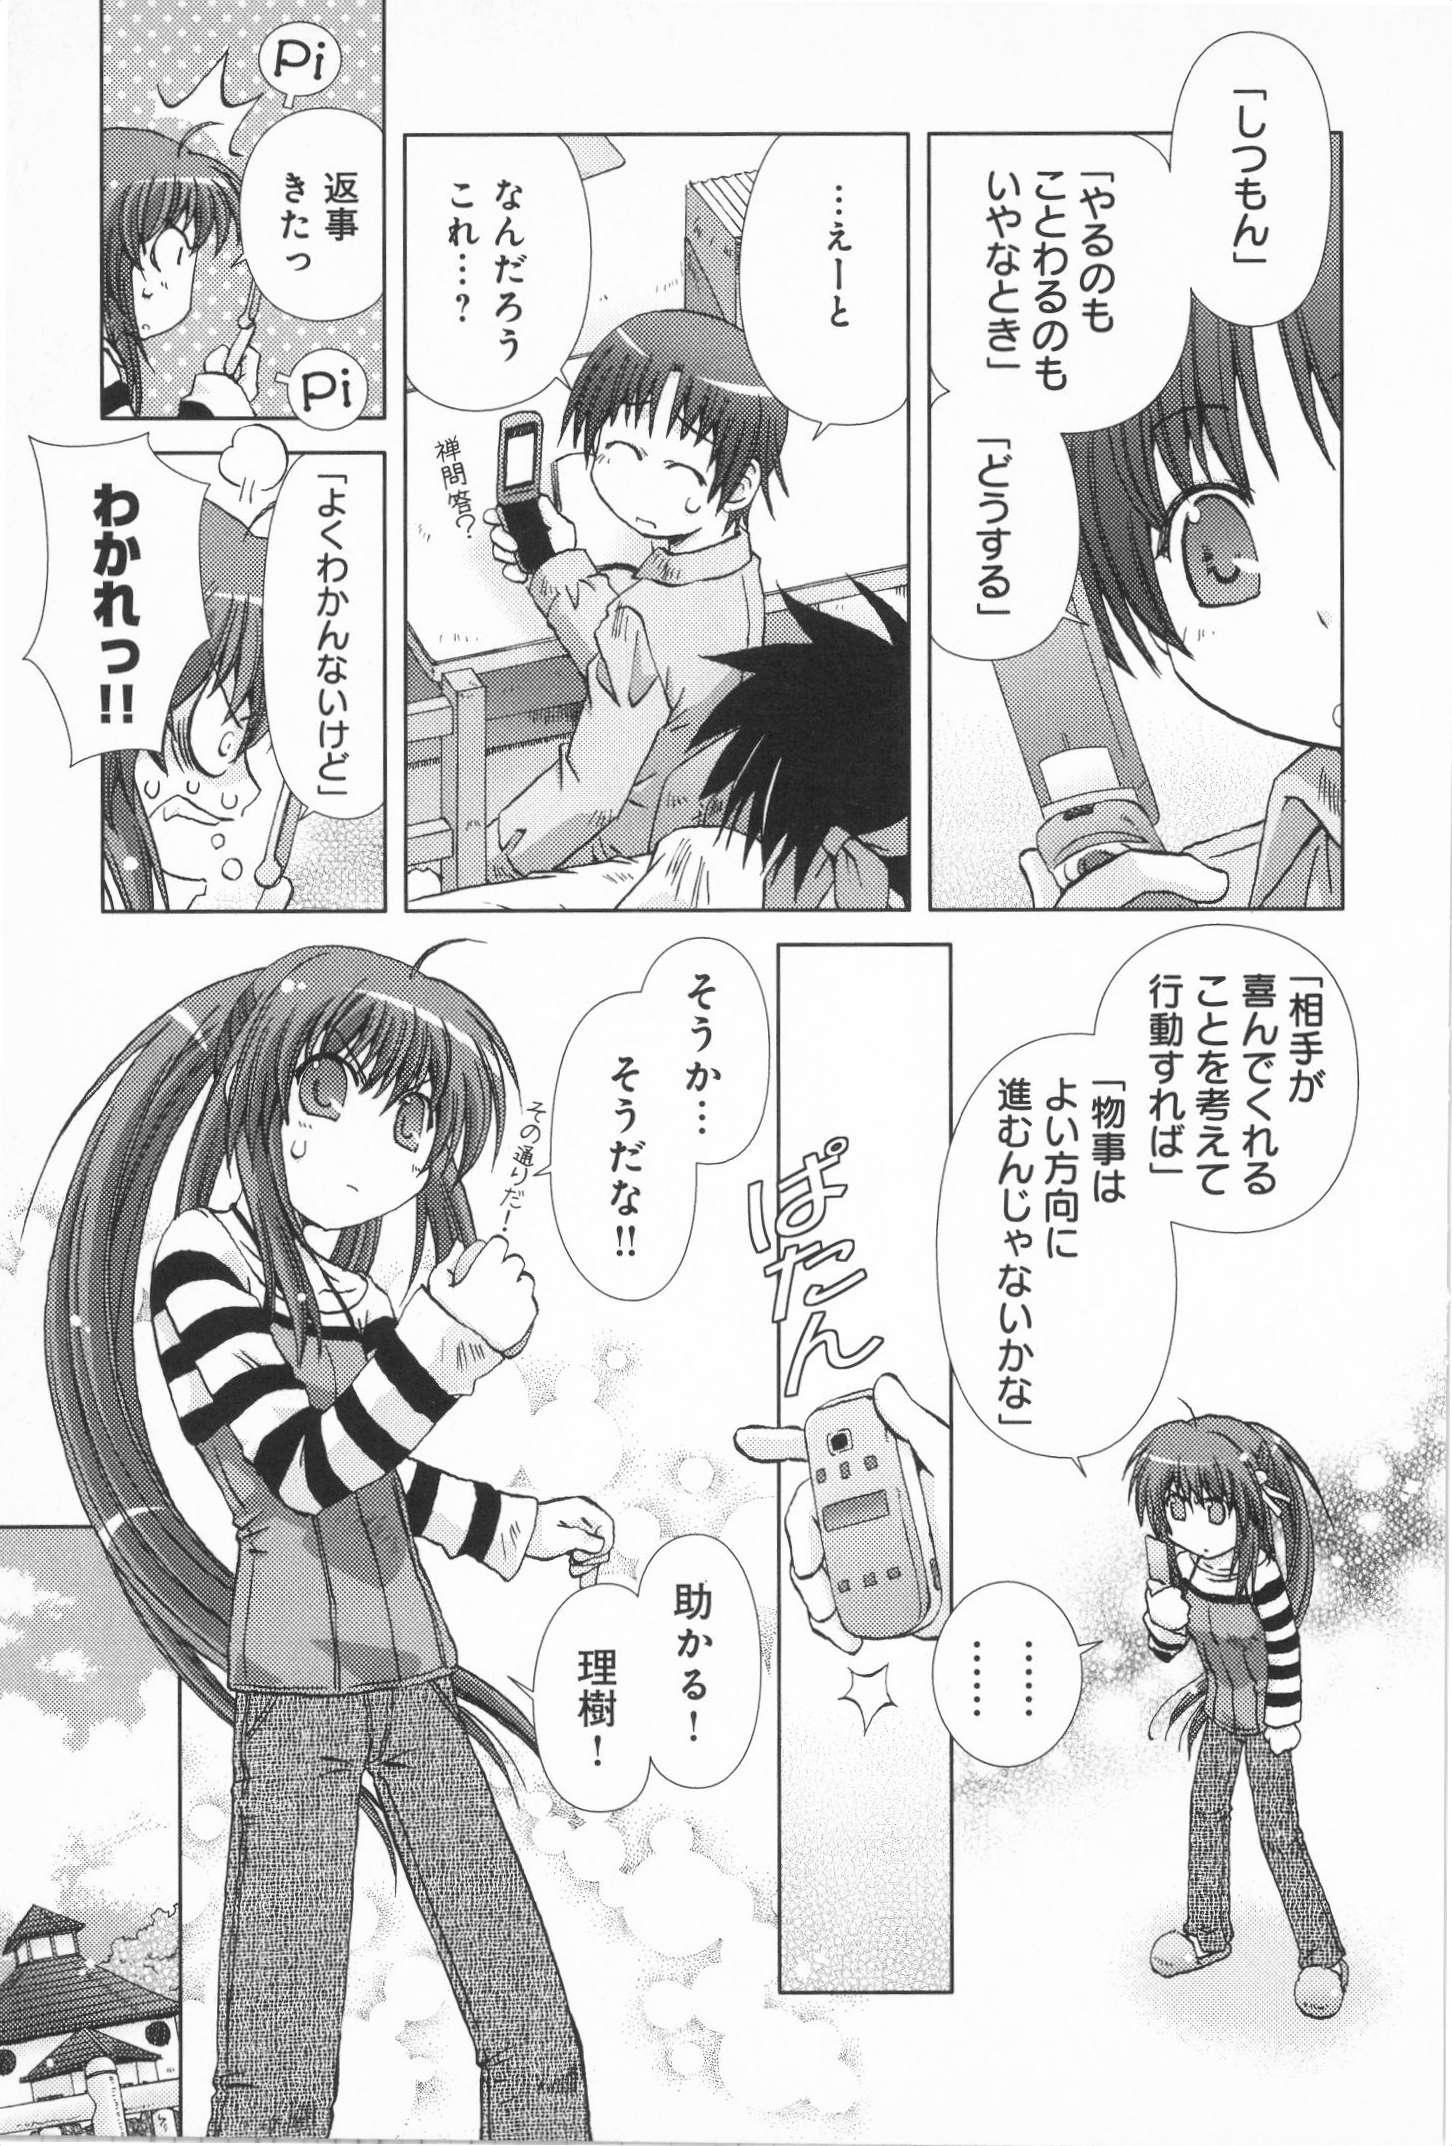 「しつもん」
「やるのも
ことわるのも
いやなとき」
「どうする」
…えーと
なんだろう
これ…？
禅問答？
Pi
返事
きたっ
Pi
「よくわかんないけど」
わかれっ!!
「相手が
喜んでくれる
ことを考えて
行動すれば」
「物事は
よい方向に
進むんじゃないかな」
……
……
ぱたん
そうか…
そうだな!!
その通りだ！
助かる！
理樹！